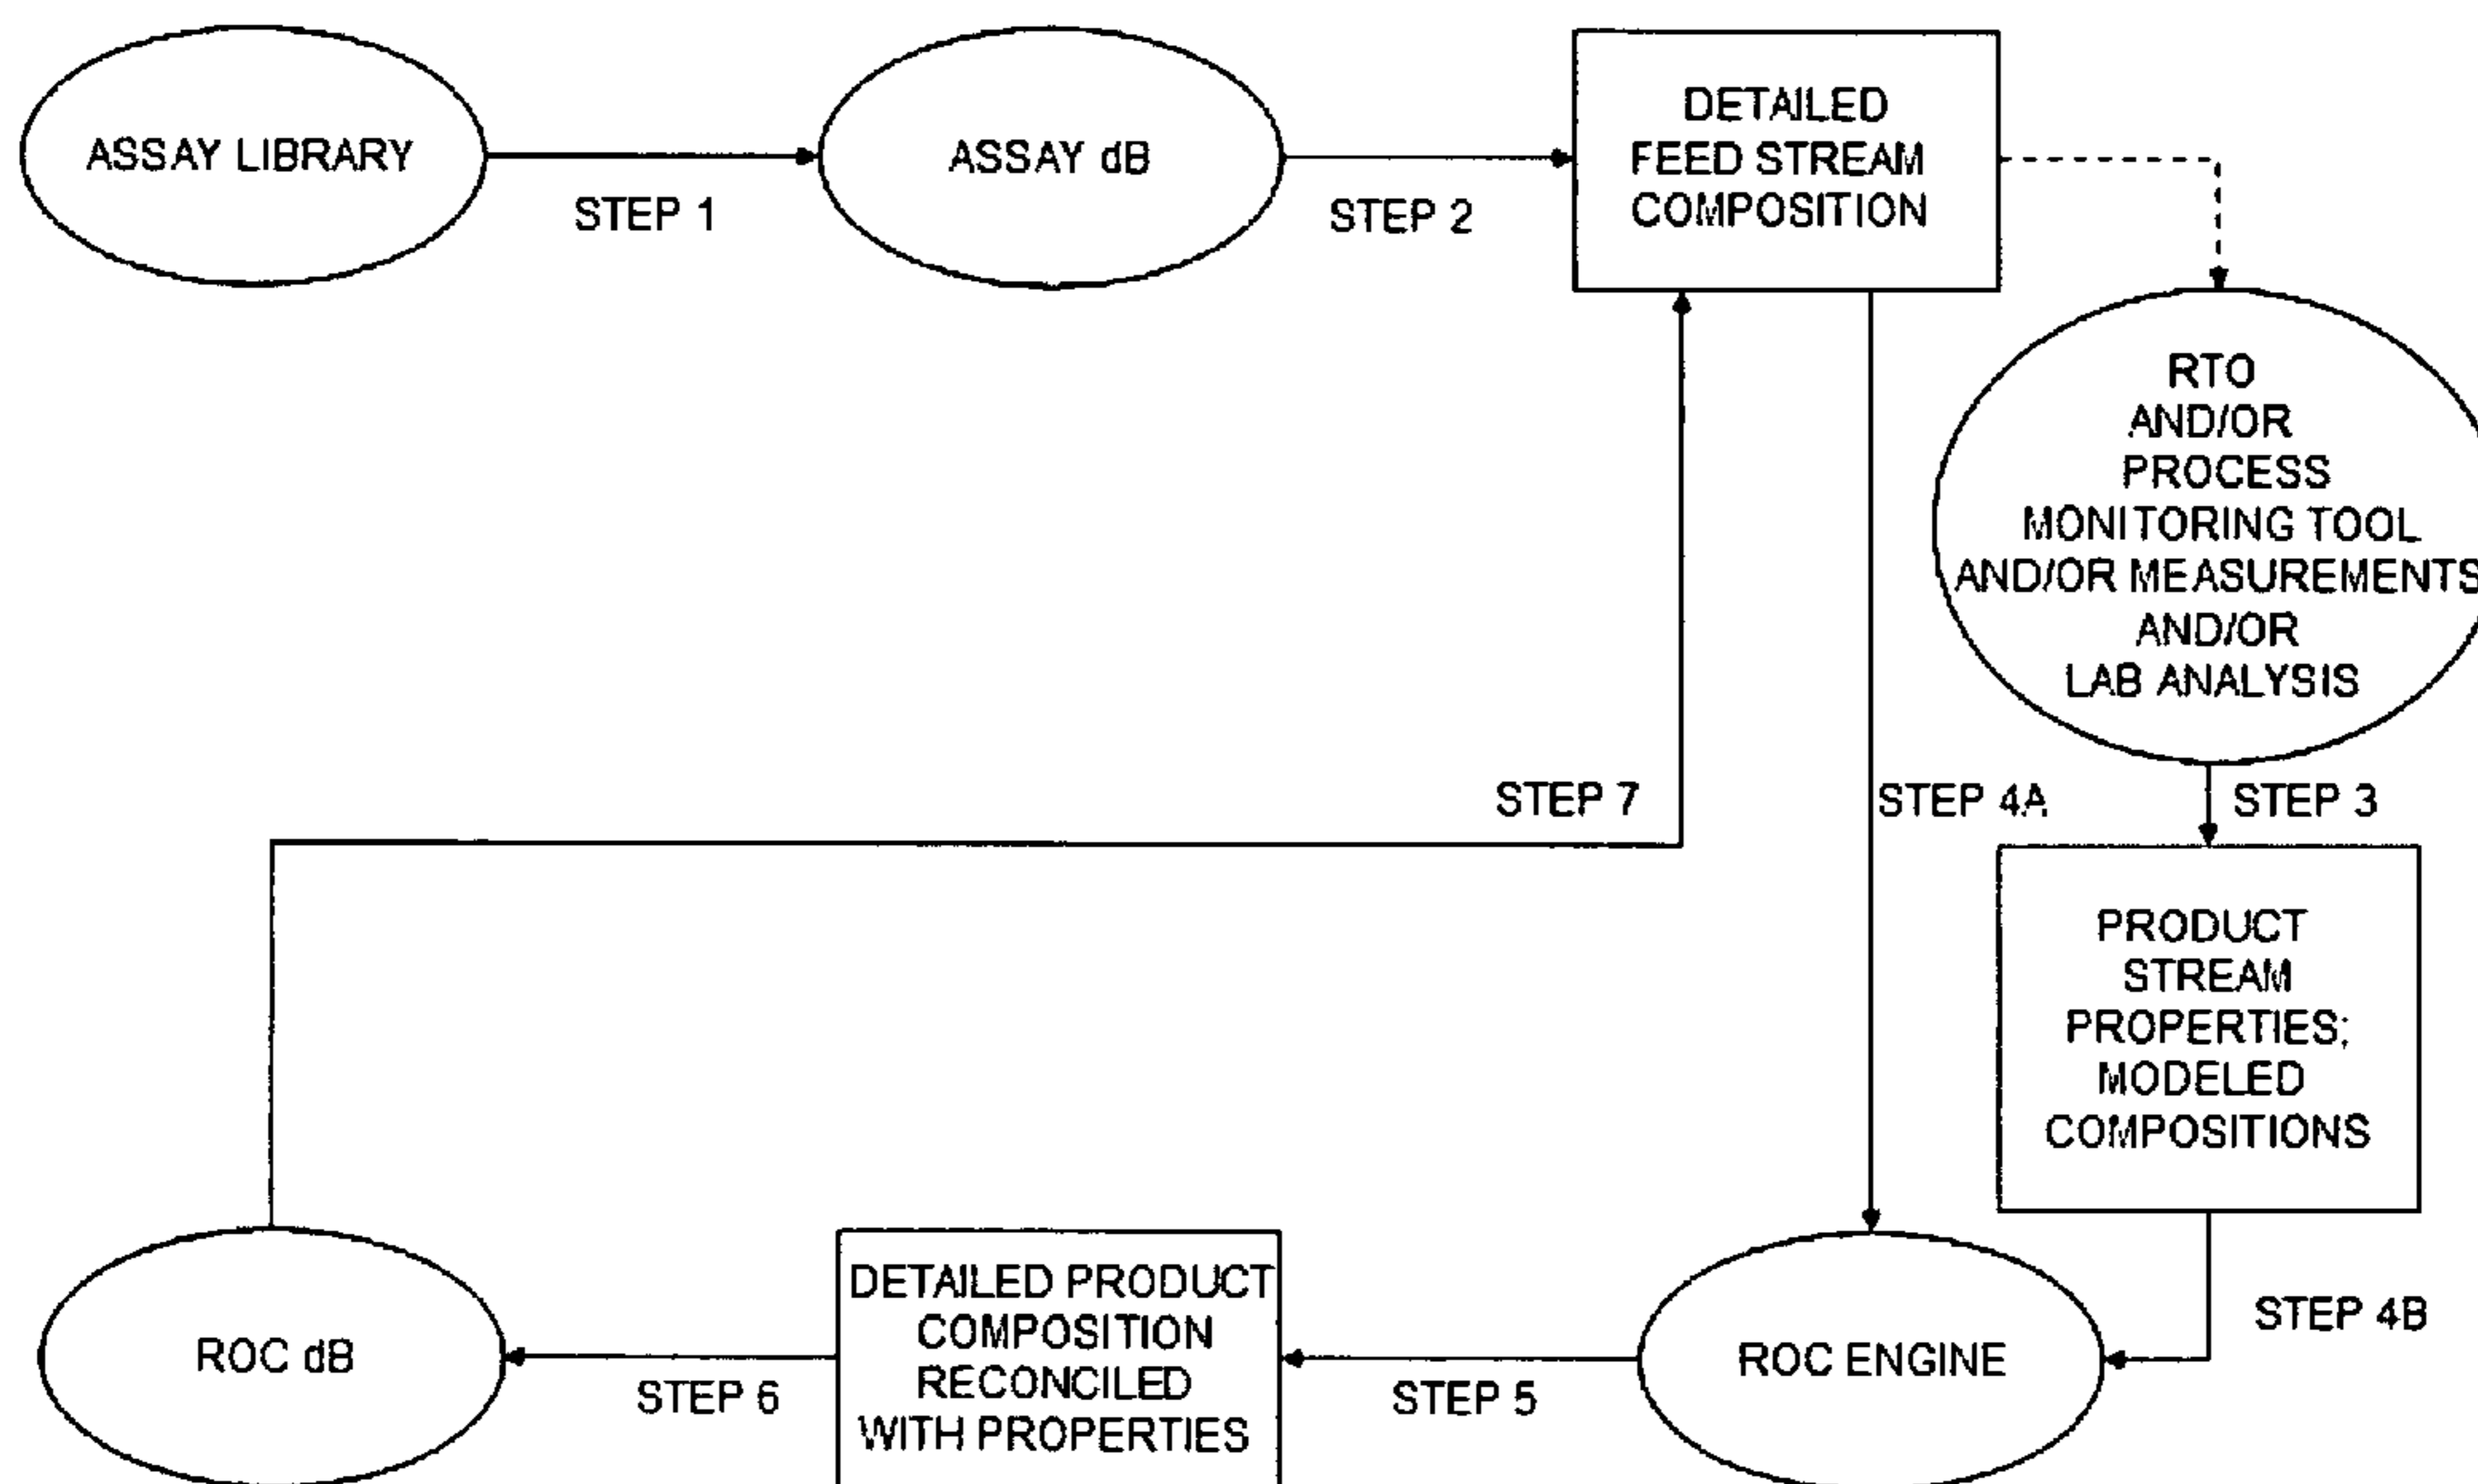 ASSAY LIBRARY
STEP 1
ASSAY dB
STEP 2
DETAILED
FEED STREAM
COMPOSITION
RTO
AND/OR
PROCESS
MONITORING TOOL
AND/OR MEASUREMENTS
AND/OR
LAB ANALYSIS
STEP 7
STEP 4A
STEP 3
PRODUCT
STREAM
PROPERTIES;
MODELED
COMPOSITIONS
STEP 4B
ROC ENGINE
STEP 5
DETAILED PRODUCT
COMPOSITION
RECONCILED
WITH PROPERTIES
STEP 6
ROC dB